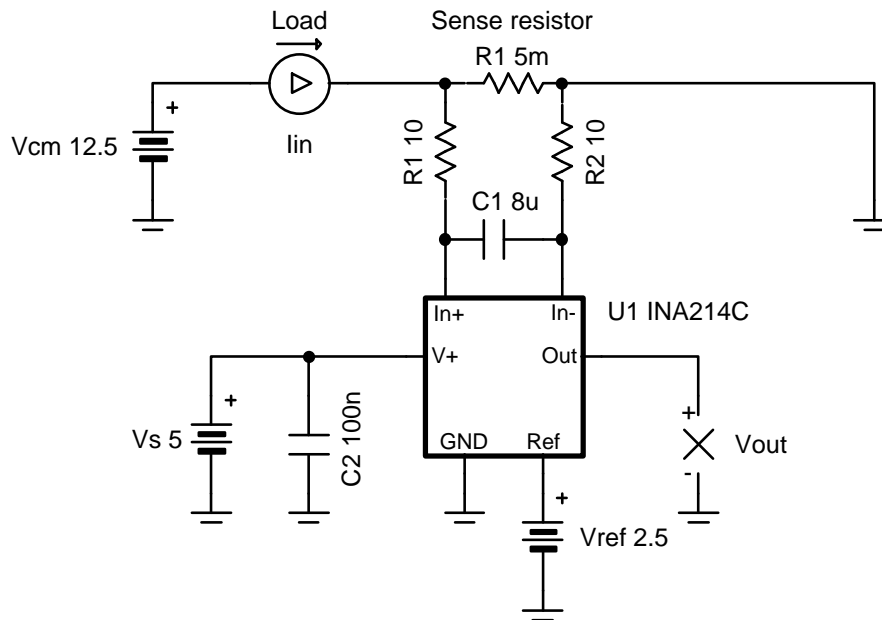 Load
Sense resistor
R1 5m
+
Vcm 12.5
Iin
R1 10
R2 10
C1 8u
In+
In-
U1 INA214C
V+
Out
+
Vs 5
C2 100n
GND
Ref
+
Vout
-
+
Vref 2.5